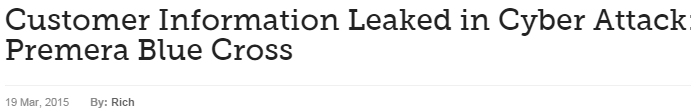 Customer Information Leaked in Cyber Attack:
Premera Blue Cross
19 Mar, 2015 By: Rich